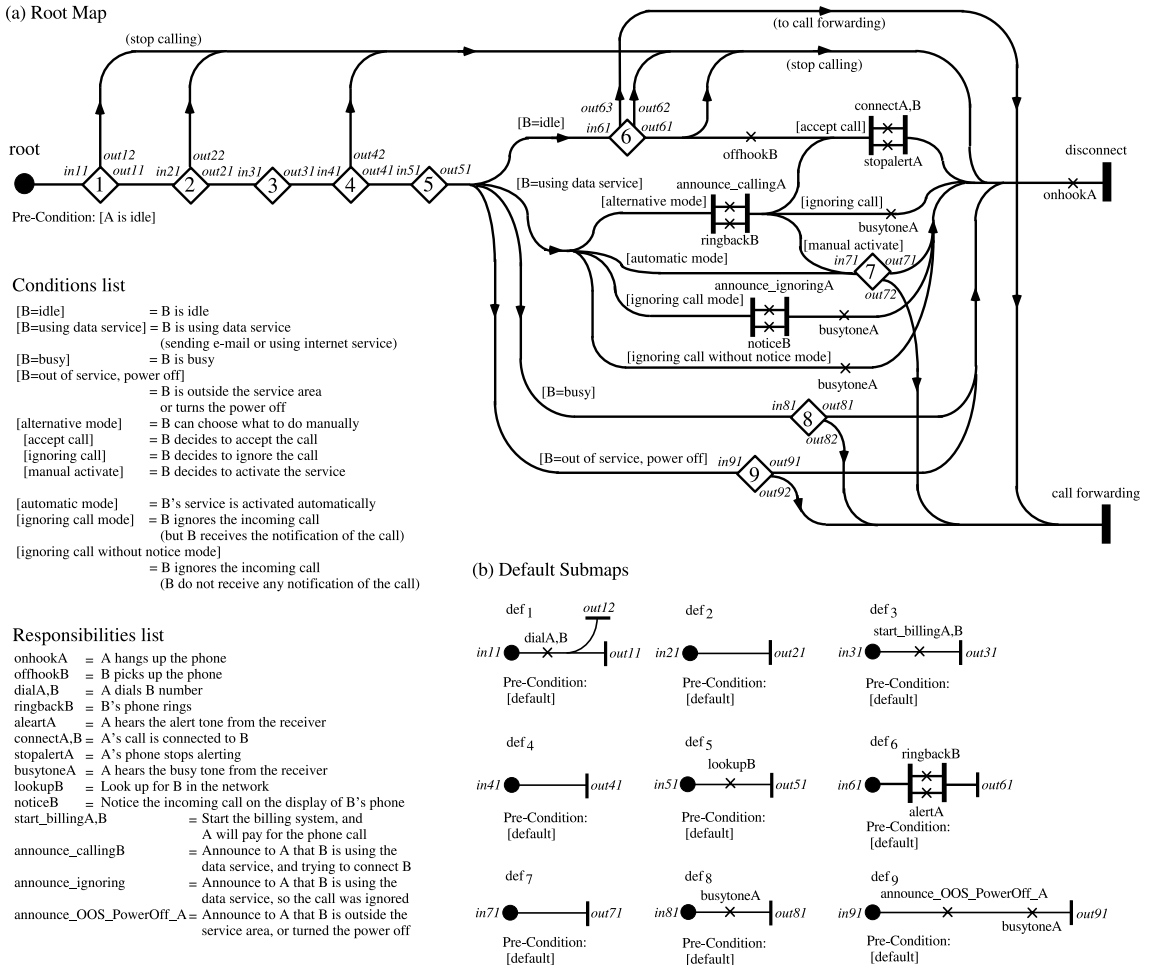 (a) Root Map
(to call forwarding)
(stop calling)
(stop calling)
out63
out62
connectA,B
[B=idle]
in61
6
out61
[accept call]
offhookB
stopalertA
root
out12
out22
out42
disconnect
in11
1
out11
in21
2
out21
in31
3
out31
in41
4
out41
in51
5
out51
[B=using data service]
announce_callingA
onhookA
Pre-Condition: [A is idle]
[alternative mode]
[ignoring call]
busytoneA
ringbackB
[manual activate]
[automatic mode]
in71
7
out71
out72
announce_ignoringA
[ignoring call mode]
busytoneA
noticeB
[ignoring call without notice mode]
busytoneA
[B=busy]
in81
8
out81
out82
[B=out of service, power off]
in91
9
out91
out92
call forwarding
Conditions list
[B=idle] = B is idle
[B=using data service] = B is using data service
(sending e-mail or using internet service)
[B=busy] = B is busy
[B=out of service, power off]
= B is outside the service area
or turns the power off
[alternative mode] = B can choose what to do manually
[accept call] = B decides to accept the call
[ignoring call] = B decides to ignore the call
[manual activate] = B decides to activate the service
[automatic mode] = B's service is activated automatically
[ignoring call mode] = B ignores the incoming call
(but B receives the notification of the call)
[ignoring call without notice mode]
= B ignores the incoming call
(B do not receive any notification of the call)
Responsibilities list
onhookA = A hangs up the phone
offhookB = B picks up the phone
dialA,B = A dials B number
ringbackB = B's phone rings
aleartA = A hears the alert tone from the receiver
connectA,B = A's call is connected to B
stopalertA = A's phone stops alerting
busytoneA = A hears the busy tone from the receiver
lookupB = Look up for B in the network
noticeB = Notice the incoming call on the display of B's phone
start_billingA,B = Start the billing system, and
A will pay for the phone call
announce_callingB = Announce to A that B is using the
data service, and trying to connect B
announce_ignoring = Announce to A that B is using the
data service, so the call was ignored
announce_OOS_PowerOff_A = Announce to A that B is outside the
service area, or turned the power off
(b) Default Submaps
def 1
out12
dialA,B
in11
out11
Pre-Condition:
[default]
def 2
in21
out21
Pre-Condition:
[default]
def 3
start_billingA,B
in31
out31
Pre-Condition:
[default]
def 4
in41
out41
Pre-Condition:
[default]
def 5
lookupB
in51
out51
Pre-Condition:
[default]
def 6
ringbackB
in61
out61
alertA
Pre-Condition:
[default]
def 7
in71
out71
Pre-Condition:
[default]
def 8
busytoneA
in81
out81
Pre-Condition:
[default]
def 9
announce_OOS_PowerOff_A
in91
out91
busytoneA
Pre-Condition:
[default]